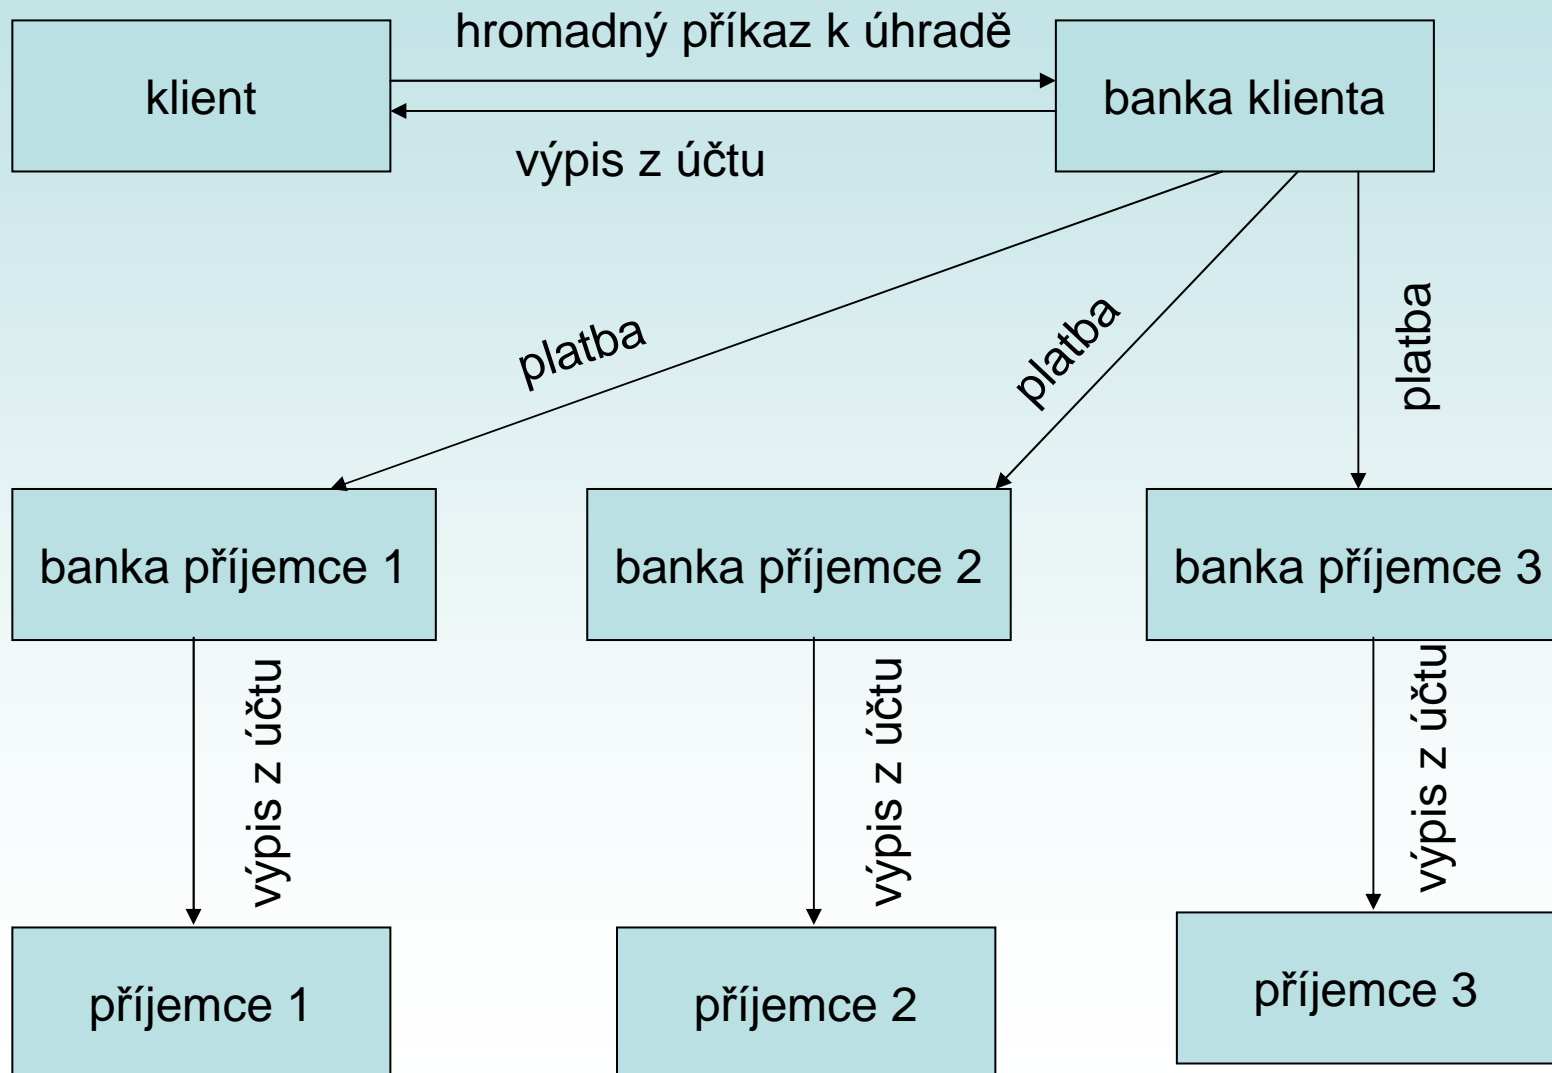 hromadný příkaz k úhradě
klient
banka klienta
výpis z účtu
platba
platba
platba
banka příjemce 1
banka příjemce 2
banka příjemce 3
výpis z účtu
výpis z účtu
výpis z účtu
příjemce 1
příjemce 2
příjemce 3